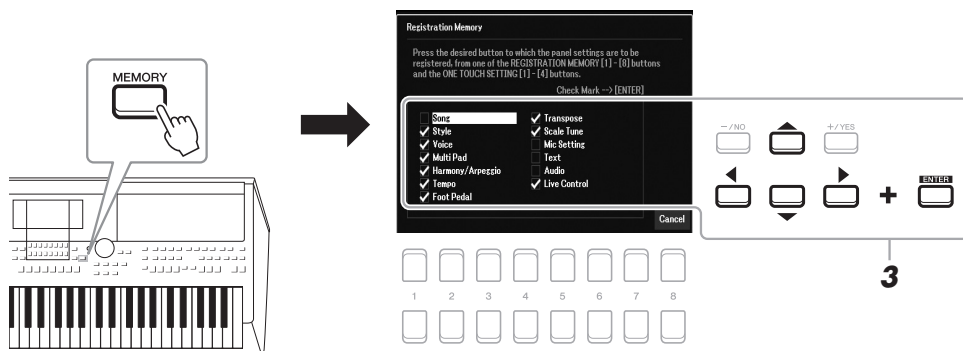 MEMORY
Registration Memory
Press the desired button to which the panel settings are to be
registered, from one of the REGISTRATION MEMORY [1] - [8] buttons
and the ONE TOUCH SETTING [1] - [4] buttons.
Check Mark --> [ENTER]
Song
Style
Voice
Multi Pad
Harmony/Arpeggio
Tempo
Foot Pedal
Transpose
Scale Tune
Mic Setting
Text
Audio
Live Control
Cancel
-/NO
+/YES
+
ENTER
3
1 2 3 4 5 6 7 8